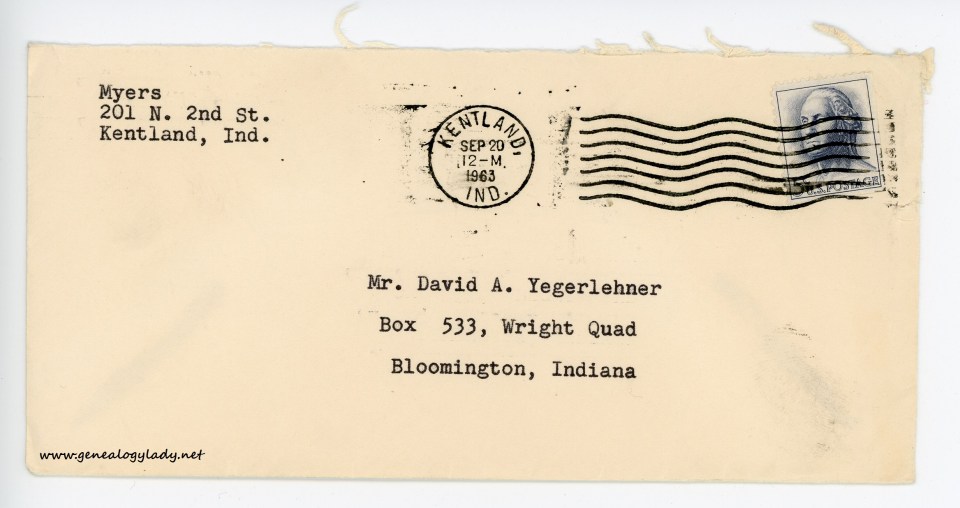 Myers
201 N. 2nd St.
Kentland, Ind.
KENTLAND,
SEP 20
12-M
1963
IND.
5c U.S. POSTAGE
Mr. David A. Yegerlehner
Box 533, Wright Quad
Bloomington, Indiana
www.genealogylady.net